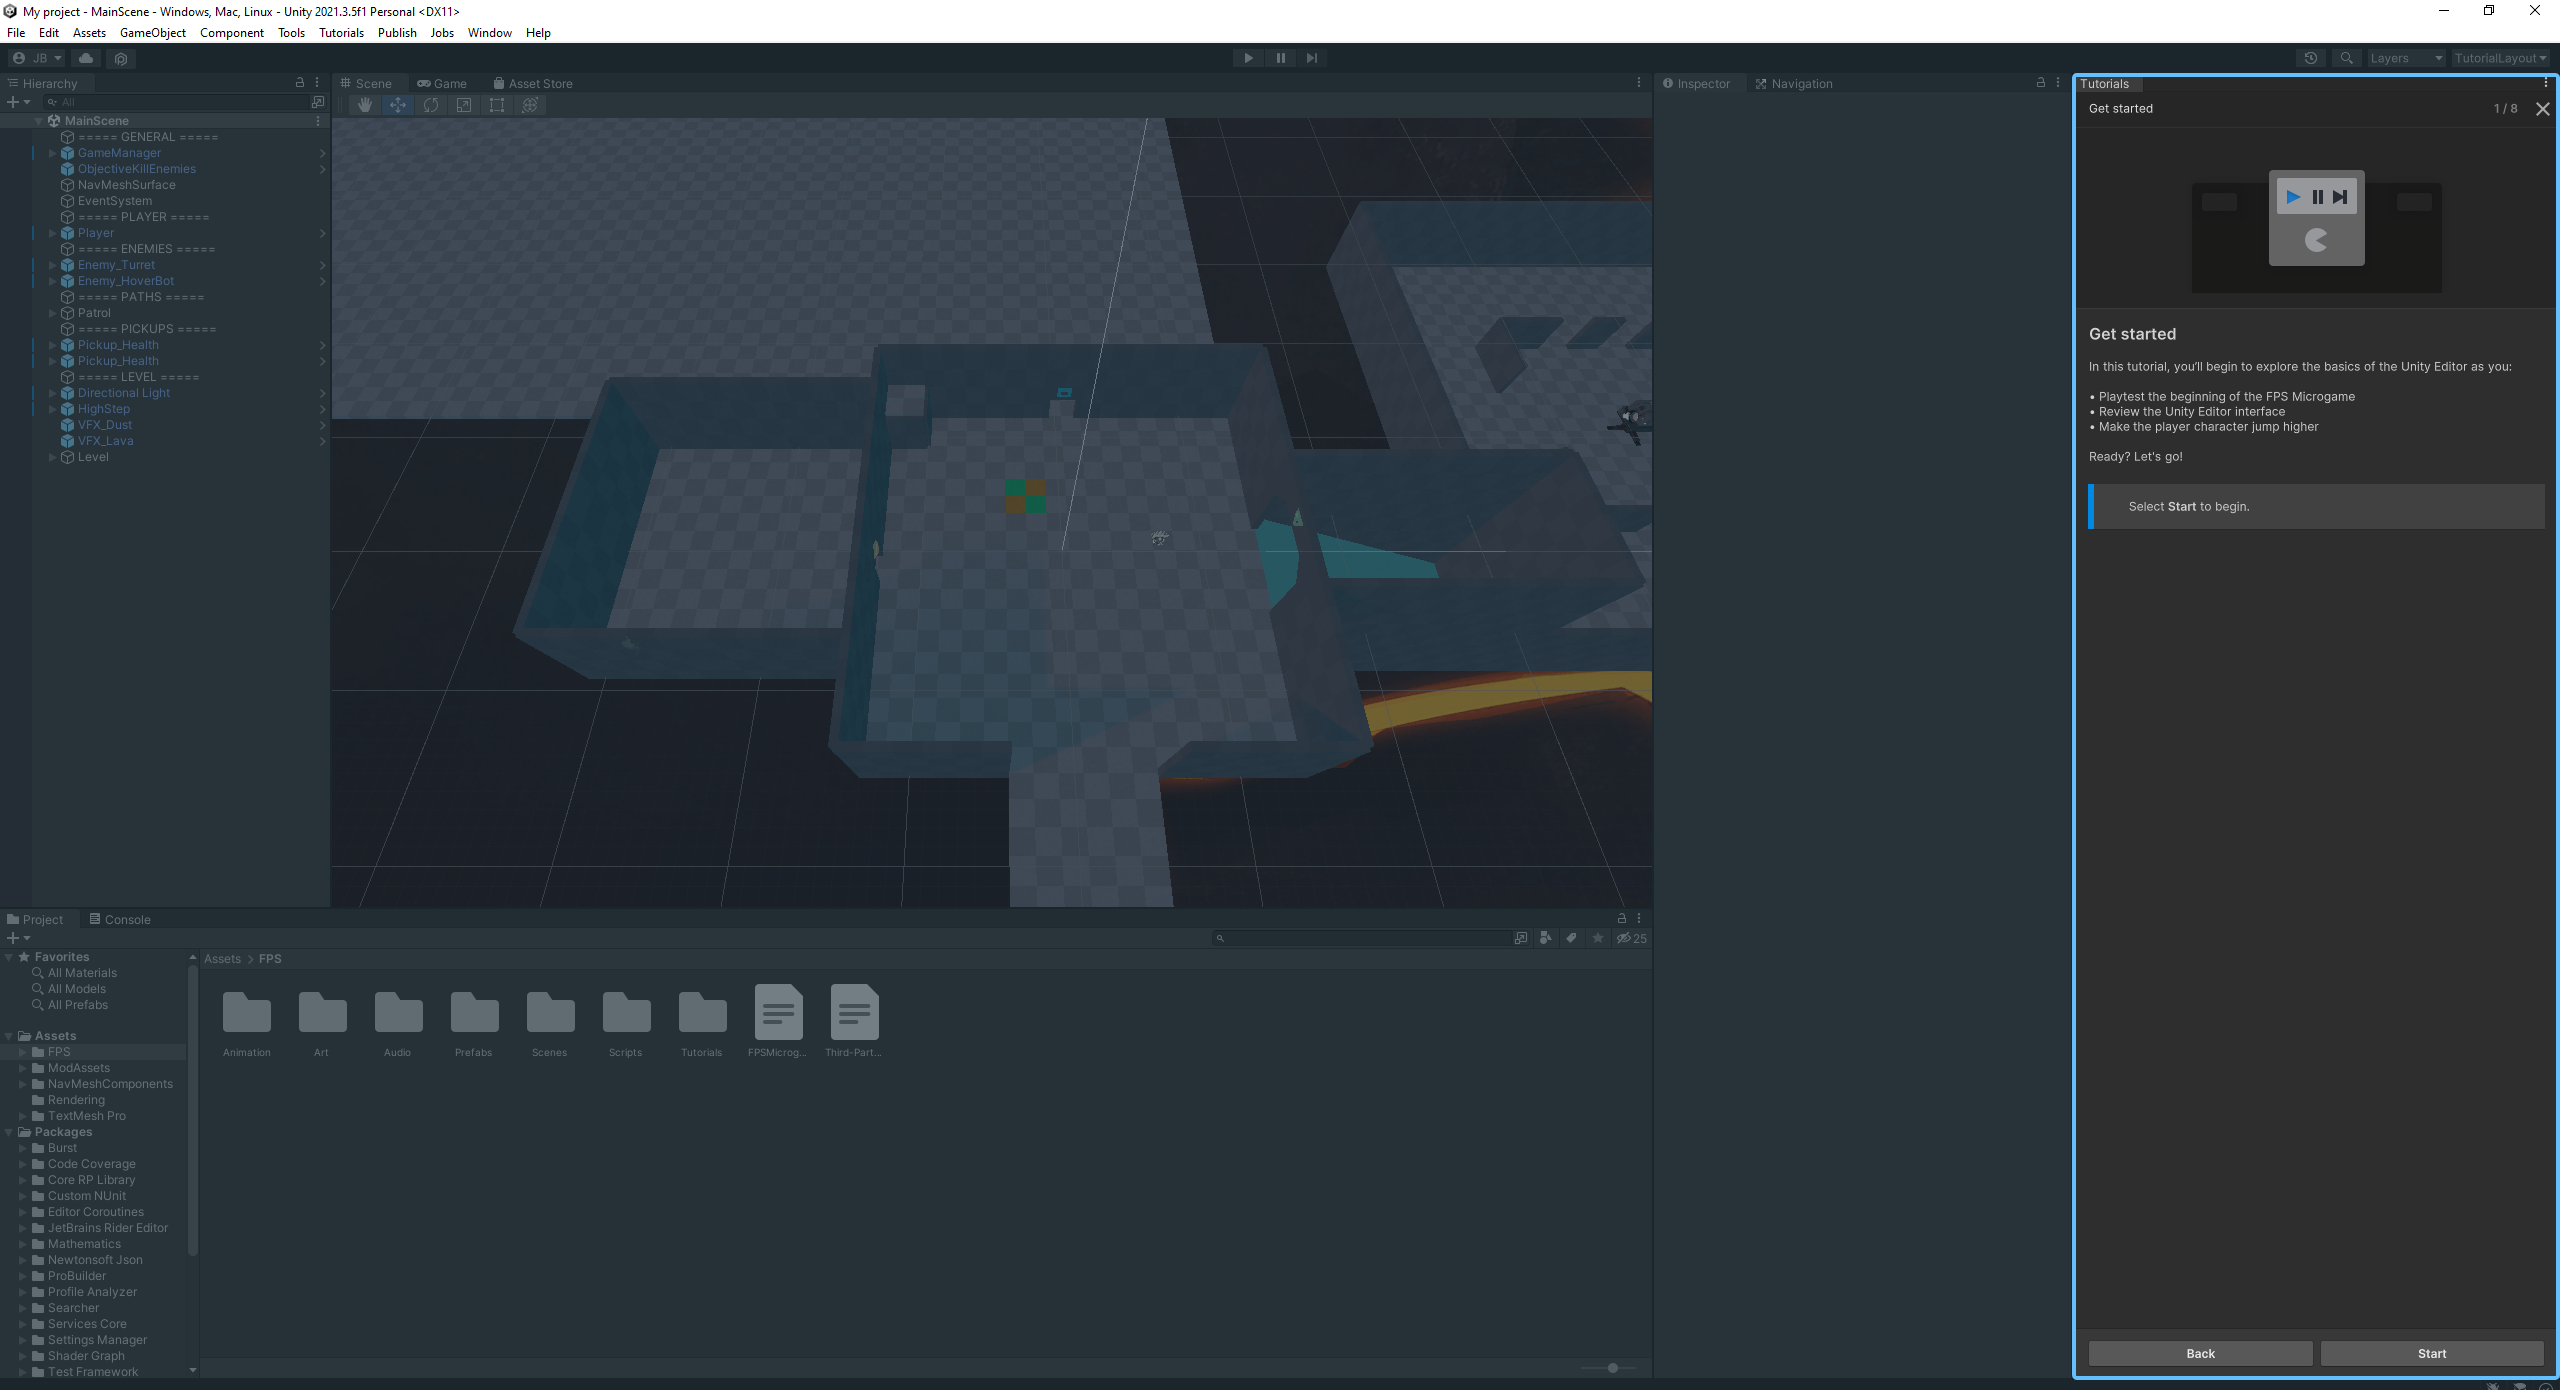 My project - MainScene - Windows, Mac, Linux - Unity 2021.3.5f1 Personal <DX11>
File Edit Assets GameObject Component Tools Tutorials Publish Jobs Window Help
JB
Layers
TutorialLayout
Hierarchy
All
MainScene
===== GENERAL =====
GameManager
ObjectiveKillEnemies
NavMeshSurface
EventSystem
===== PLAYER =====
Player
===== ENEMIES =====
Enemy_Turret
Enemy_HoverBot
===== PATHS =====
Patrol
===== PICKUPS =====
Pickup_Health
Pickup_Health
===== LEVEL =====
Directional Light
HighStep
VFX_Dust
VFX_Lava
Level
Scene Game Asset Store
Inspector Navigation
Tutorials
Get started 1 / 8
Get started
In this tutorial, you'll begin to explore the basics of the Unity Editor as you:
• Playtest the beginning of the FPS Microgame
• Review the Unity Editor interface
• Make the player character jump higher
Ready? Let's go!
Select Start to begin.
Back Start
Project Console
25
Favorites
All Materials
All Models
All Prefabs
Assets
FPS
ModAssets
NavMeshComponents
Rendering
TextMesh Pro
Packages
Burst
Code Coverage
Core RP Library
Custom NUnit
Editor Coroutines
JetBrains Rider Editor
Mathematics
Newtonsoft Json
ProBuilder
Profile Analyzer
Searcher
Services Core
Settings Manager
Shader Graph
Test Framework
Assets > FPS
Animation Art Audio Prefabs Scenes Scripts Tutorials FPSMicrog... Third-Part...